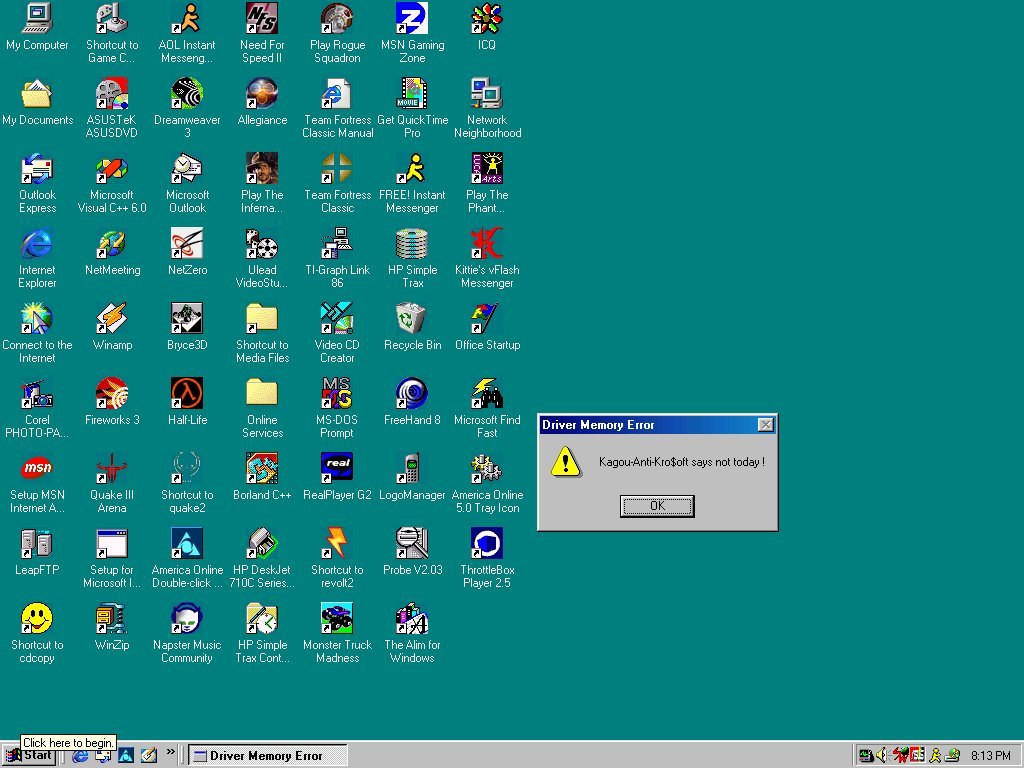 My Computer
Shortcut to
Game C...
AOL Instant
Messeng...
Need For
Speed II
Play Rogue
Squadron
MSN Gaming
Zone
ICQ
My Documents
ASUSTeK
ASUSDVD
Dreamweaver
3
Allegiance
Team Fortress
Classic Manual
MOVIE
Get QuickTime
Pro
Network
Neighborhood
Outlook
Express
Microsoft
Visual C++ 6.0
Microsoft
Outlook
Play The
Inferna...
Team Fortress
Classic
FREE! Instant
Messenger
Play The
Phant...
Internet
Explorer
NetMeeting
NetZero
Ulead
VideoStu...
TI-Graph Link
86
HP Simple
Trax
Kittie's vFlash
Messenger
Connect to the
Internet
Winamp
Bryce3D
Shortcut to
Media Files
Video CD
Creator
Recycle Bin
Office Startup
Corel
PHOTO-PA...
Fireworks 3
Half-Life
Online
Services
MS-DOS
Prompt
FreeHand 8
Microsoft Find
Fast
Driver Memory Error
Kagou-Anti-Kro$oft says not today !
OK
msn
Setup MSN
Internet A...
Quake III
Arena
Shortcut to
quake2
Borland C++
real
RealPlayer G2
LogoManager
America Online
5.0 Tray Icon
LeapFTP
Setup for
Microsoft I...
America Online
Double-click ...
HP DeskJet
710C Series...
Shortcut to
revolt2
Probe V2.03
ThrottleBox
Player 2.5
Shortcut to
cdcopy
WinZip
Napster Music
Community
HP Simple
Trax Cont...
Monster Truck
Madness
The Alim for
Windows
Click here to begin.
Start
Driver Memory Error
8:13 PM